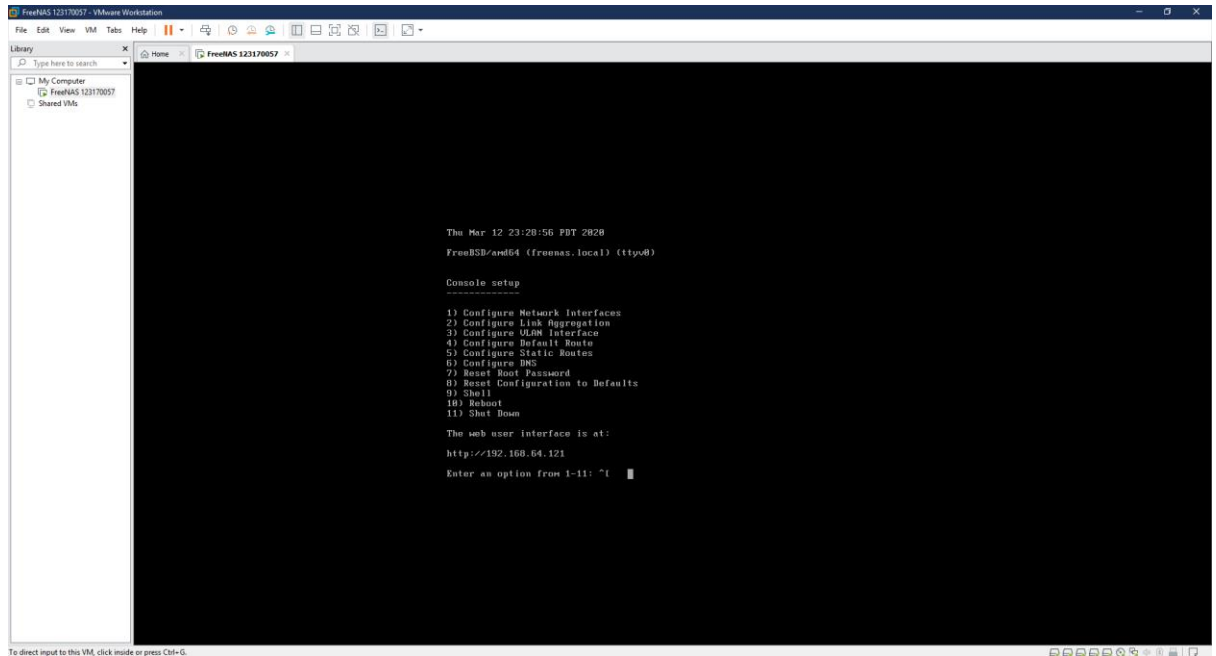 FreeNAS 123170057 - VMware Workstation
File Edit View VM Tabs Help
Library
Home
FreeNAS 123170057
Type here to search
My Computer
FreeNAS 123170057
Shared VMs
Thu Mar 12 23:28:56 PDT 2020
FreeBSD/amd64 (freenas.local) (ttyv0)
Console setup
-------------
1) Configure Network Interfaces
2) Configure Link Aggregation
3) Configure VLAN Interface
4) Configure Default Route
5) Configure Static Routes
6) Configure DNS
7) Reset Root Password
8) Reset Configuration to Defaults
9) Shell
10) Reboot
11) Shut Down
The web user interface is at:
http://192.168.64.121
Enter an option from 1-11: ^[
To direct input to this VM, click inside or press Ctrl+G.